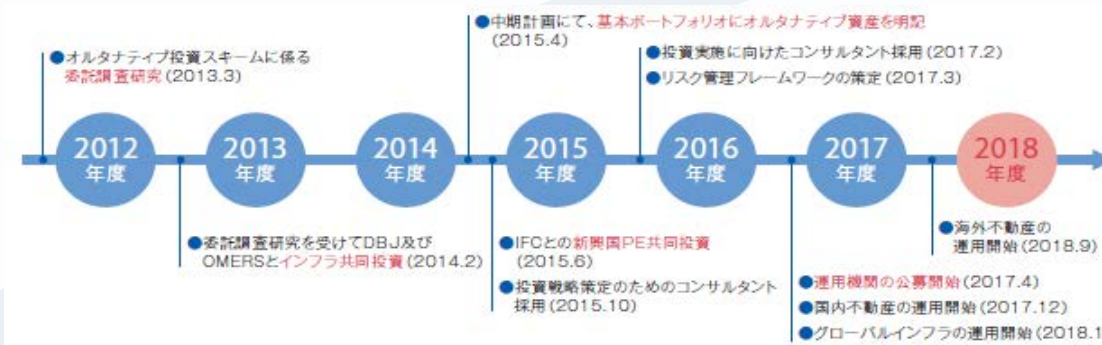 ●中期計画にて、基本ポートフォリオにオルタナティブ資産を明記
(2015.4)
●オルタナティブ投資スキームに係る
委託調査研究(2013.3)
●投資実施に向けたコンサルタント採用(2017.2)
●リスク管理フレームワークの策定(2017.3)
2012
年度
2013
年度
2014
年度
2015
年度
2016
年度
2017
年度
2018
年度
●委託調査研究を受けてDBJ及び
OMERSとインフラ共同投資(2014.2)
●IFCとの新興国PE共同投資
(2015.6)
●投資戦略策定のためのコンサルタント
採用(2015.10)
●海外不動産の
運用開始(2018.9)
●運用機関の公募開始(2017.4)
●国内不動産の運用開始(2017.12)
●グローバルインフラの運用開始(2018.1